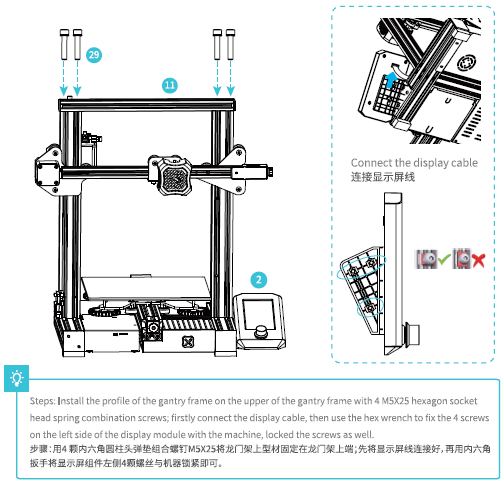 29
11
Connect the display cable
连接显示屏线
2
Steps: Install the profile of the gantry frame on the upper of the gantry frame with 4 M5X25 hexagon socket
head spring combination screws; firstly connect the display cable, then use the hex wrench to fix the 4 screws
on the left side of the display module with the machine, locked the screws as well.
步骤:用4 颗内六角圆柱头弹垫组合螺钉M5X25将龙门架上型材固定在龙门架上端;先将显示屏线连接好,再用内六角
扳手将显示屏组件左侧4颗螺丝与机器锁紧即可。